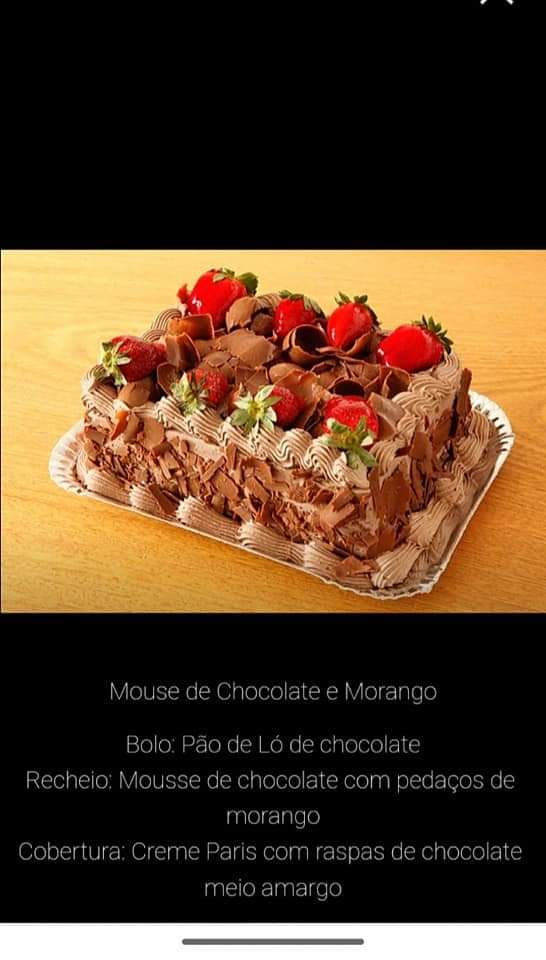 Mouse de Chocolate e Morango
Bolo: Pão de Ló de chocolate
Recheio: Mousse de chocolate com pedaços de
morango
Cobertura: Creme Paris com raspas de chocolate
meio amargo